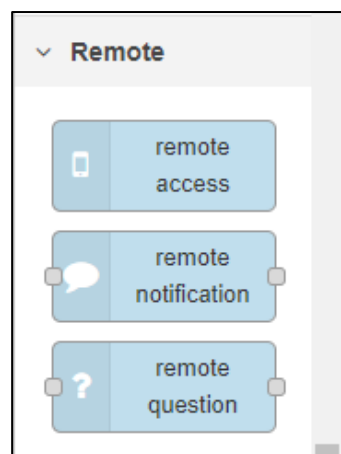 Remote
remote
access
remote
notification
remote
question